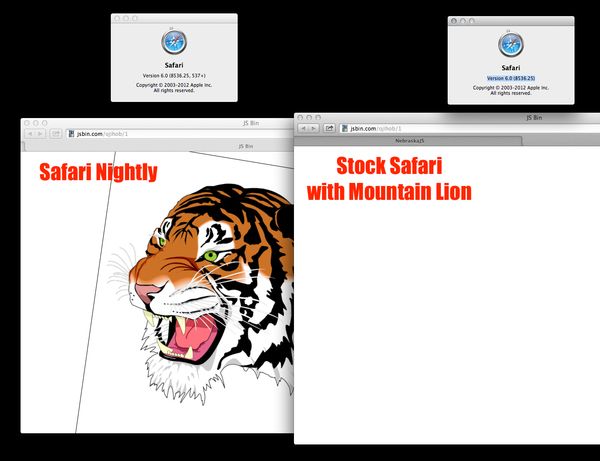 Safari
Version 6.0 (8536.25, 537+)
Copyright © 2003-2012 Apple Inc.
All rights reserved.
Safari
Version 6.0 (8536.25)
Copyright © 2003-2012 Apple Inc.
All rights reserved.
JS Bin
jsbin.com/ojihob/1
JS Bin
Safari Nightly
JS Bin
jsbin.com/ojihob/1
NebraskaJS
Stock Safari
with Mountain Lion